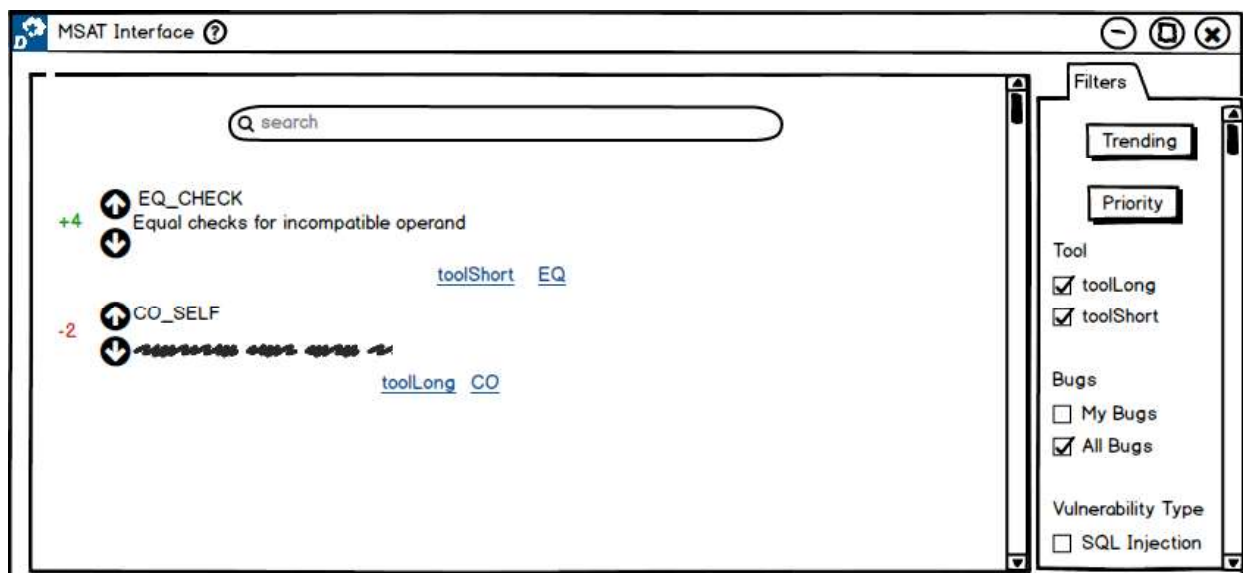 D
MSAT Interface ?
search
+4
EQ_CHECK
Equal checks for incompatible operand
toolShort EQ
-2
CO_SELF
toolLong CO
Filters
Trending
Priority
Tool
toolLong
toolShort
Bugs
My Bugs
All Bugs
Vulnerability Type
SQL Injection